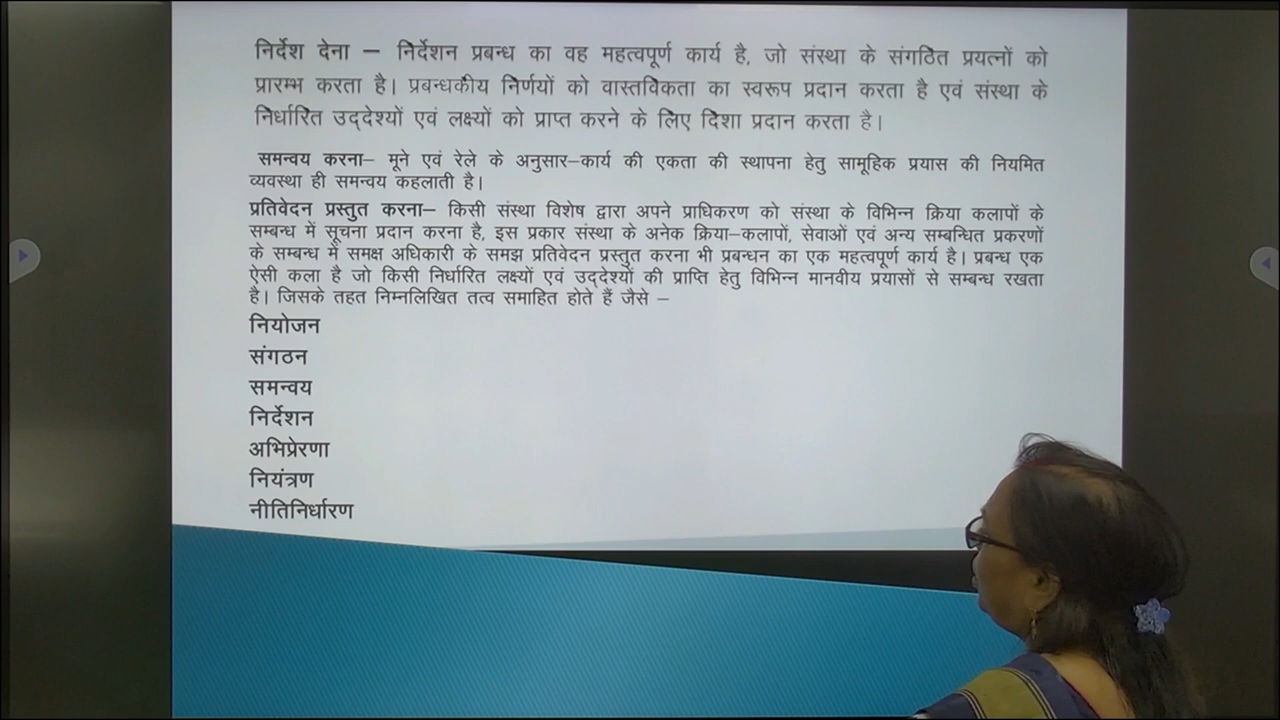 निर्देश देना – निर्देशन प्रबन्ध का वह महत्वपूर्ण कार्य है, जो संस्था के संगठित प्रयत्नों को
प्रारम्भ करता है। प्रबन्धकीय निर्णयों को वास्तविकता का स्वरूप प्रदान करता है एवं संस्था के
निर्धारित उद्देश्यों एवं लक्ष्यों को प्राप्त करने के लिए दिशा प्रदान करता है।
समन्वय करना– मूने एवं रेले के अनुसार–कार्य की एकता की स्थापना हेतु सामूहिक प्रयास की नियमित
व्यवस्था ही समन्वय कहलाती है।
प्रतिवेदन प्रस्तुत करना– किसी संस्था विशेष द्वारा अपने प्राधिकरण को संस्था के विभिन्न क्रिया कलापों के
सम्बन्ध में सूचना प्रदान करना है, इस प्रकार संस्था के अनेक क्रिया–कलापों, सेवाओं एवं अन्य सम्बन्धित प्रकरणों
के सम्बन्ध में समक्ष अधिकारी के समझ प्रतिवेदन प्रस्तुत करना भी प्रबन्धन का एक महत्वपूर्ण कार्य है। प्रबन्ध एक
ऐसी कला है जो किसी निर्धारित लक्ष्यों एवं उद्देश्यों की प्राप्ति हेतु विभिन्न मानवीय प्रयासों से सम्बन्ध रखता
है। जिसके तहत निम्नलिखित तत्व समाहित होते हैं जैसे –
नियोजन
संगठन
समन्वय
निर्देशन
अभिप्रेरणा
नियंत्रण
नीतिनिर्धारण